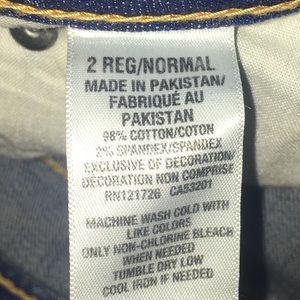 2 REG/NORMAL
MADE IN PAKISTAN/
FABRIQUÉ AU
PAKISTAN
98% COTTON/COTON
2% SPANDEX/SPANDEX
EXCLUSIVE OF DECORATION/
DÉCORATION NON COMPRISE
RN121726 CA53201
MACHINE WASH COLD WITH
LIKE COLORS
ONLY NON-CHLORINE BLEACH
WHEN NEEDED
TUMBLE DRY LOW
COOL IRON IF NEEDED